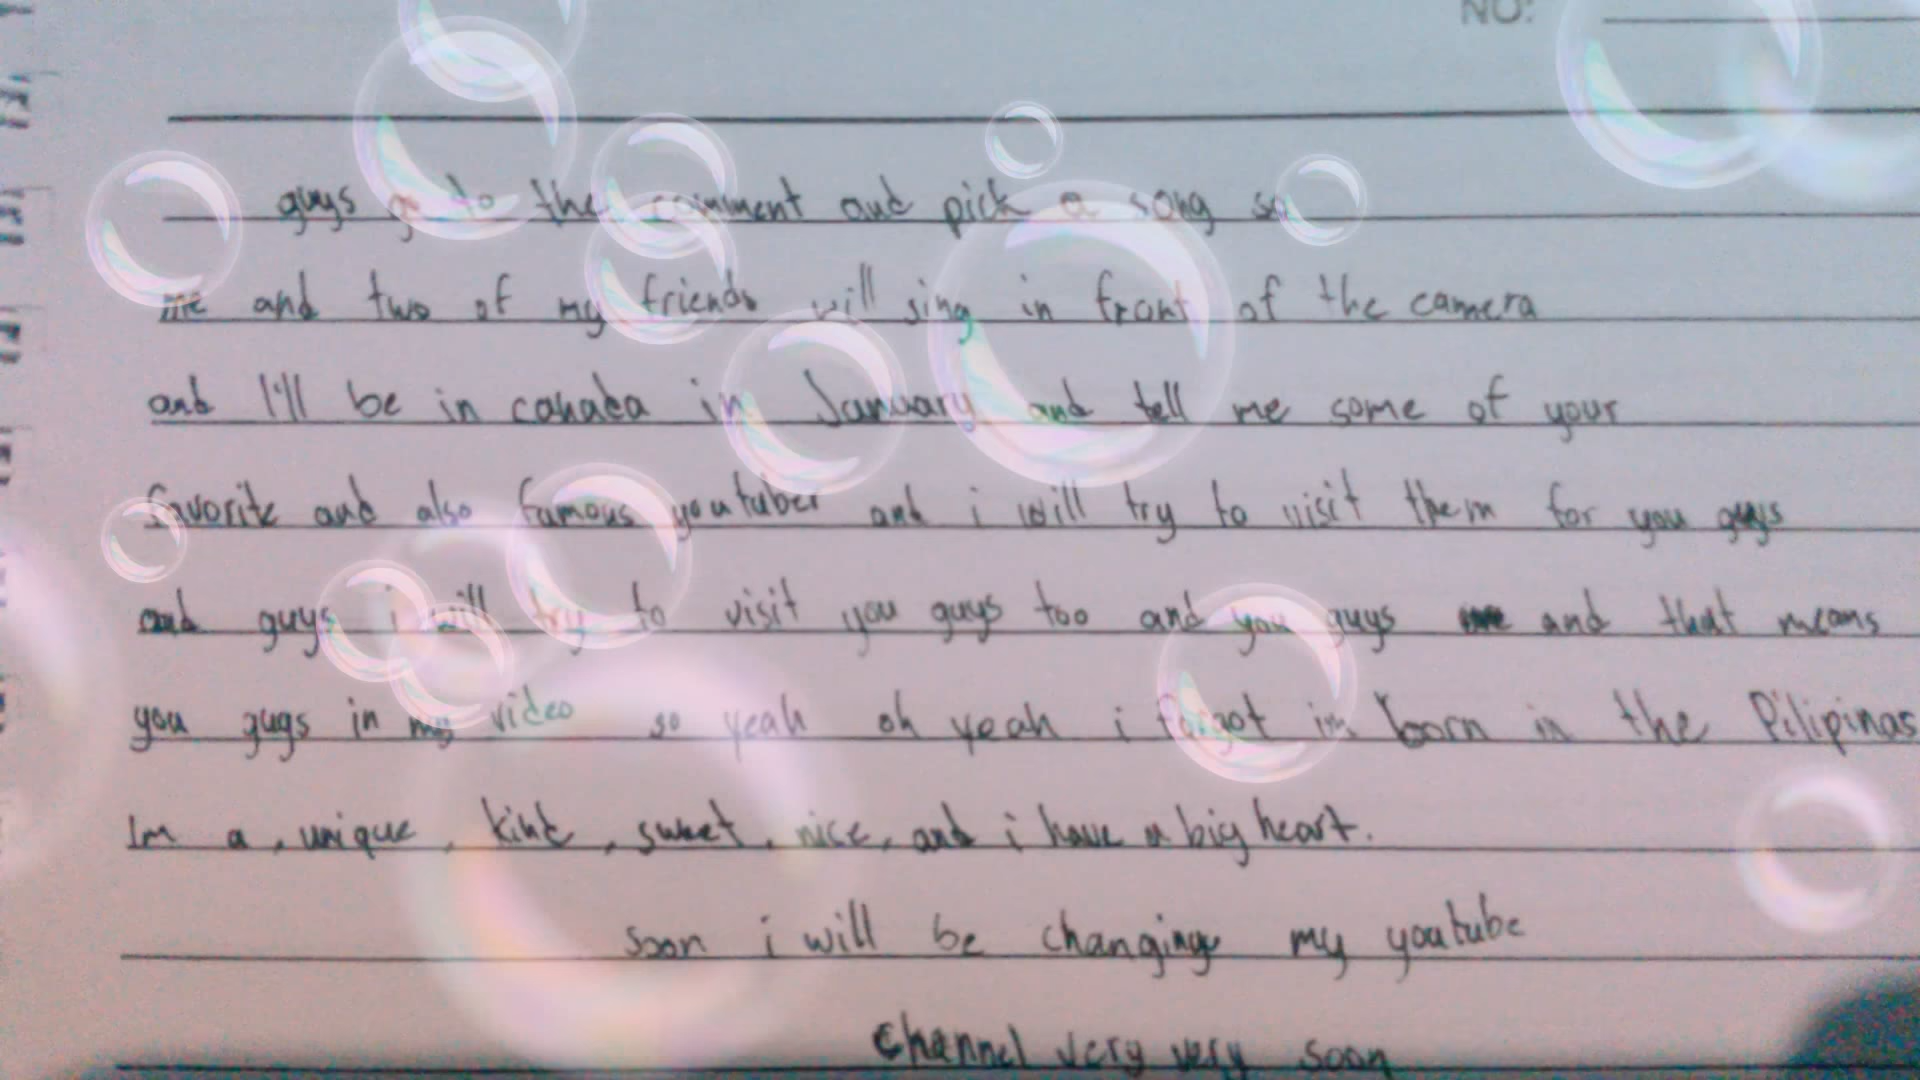 NO:
guys go to the comment and pick a song so
me and two of my friends will sing in front of the camera
and I'll be in canada in January and tell me some of your
favorite and also famous youtuber and i will try to visit them for you guys
and guys i will try to visit you guys too and you guys and that means
you guys in my video so yeah oh yeah i forgot im born in the Pilipinas
Im a, unique, kind, sweet, nice, and i have a big heart.
soon i will be changing my youtube
channel very very soon